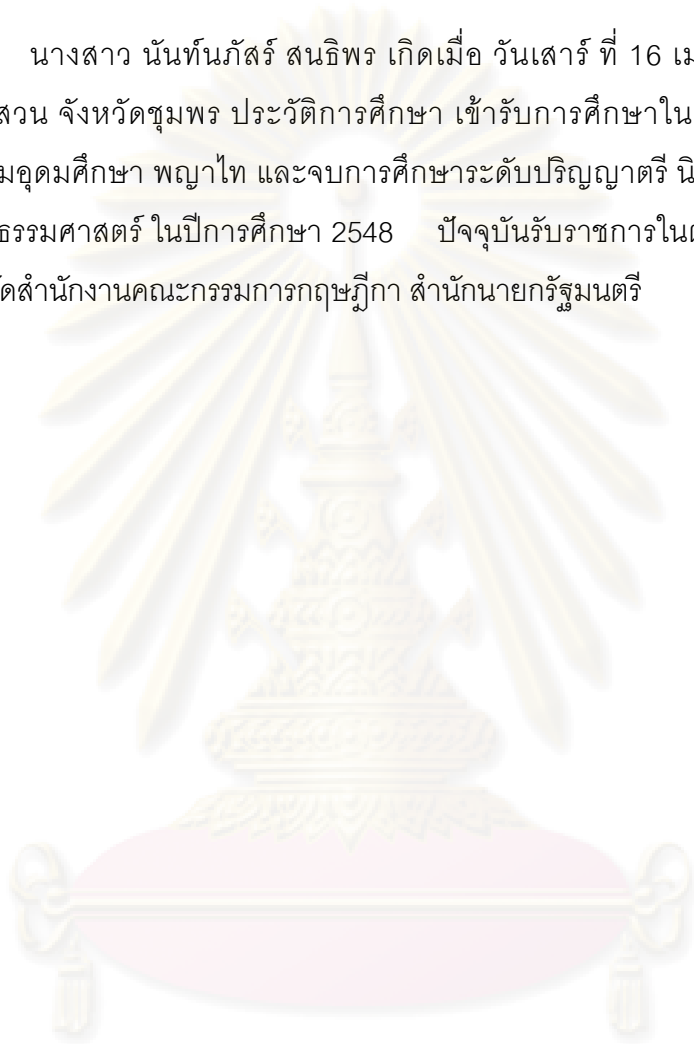 นางสาว นันท์นภัสร์ สนธิพร เกิดเมื่อ วันเสาร์ ที่ 16 เม
สวน จังหวัดชุมพร ประวัติการศึกษา เข้ารับการศึกษาใน
มอุดมศึกษา พญาไท และจบการศึกษาระดับปริญญาตรี นิ
ธรรมศาสตร์ ในปีการศึกษา 2548 ปัจจุบันรับราชการใน
ัดสำนักงานคณะกรรมการกฤษฎีกา สำนักนายกรัฐมนตรี